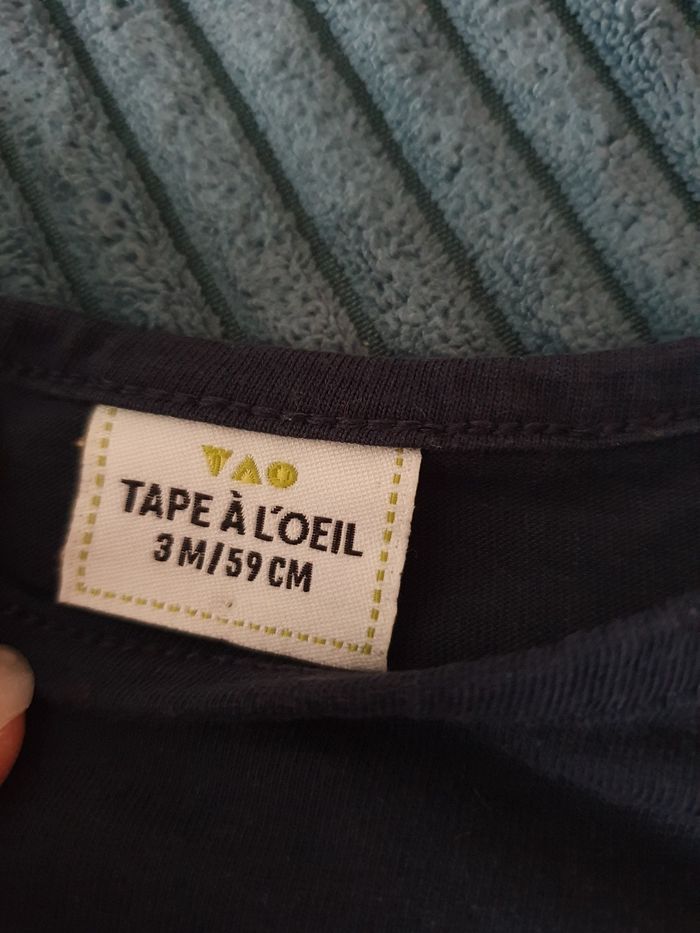 TAO
TAPE À L'OEIL
3 M/59 CM